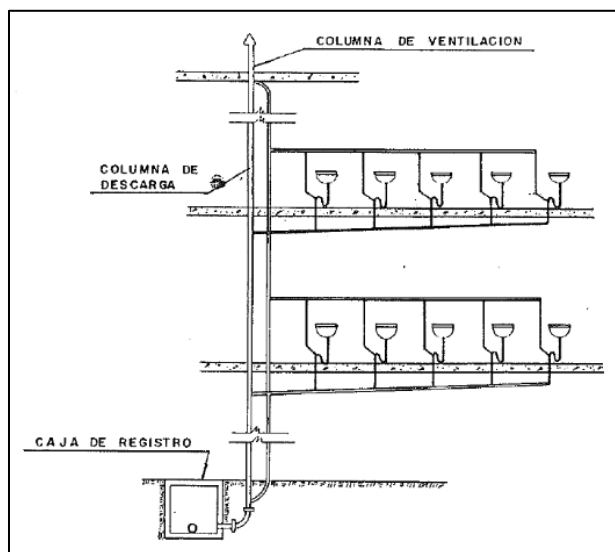 COLUMNA DE VENTILACION
COLUMNA DE
DESCARGA
CAJA DE REGISTRO